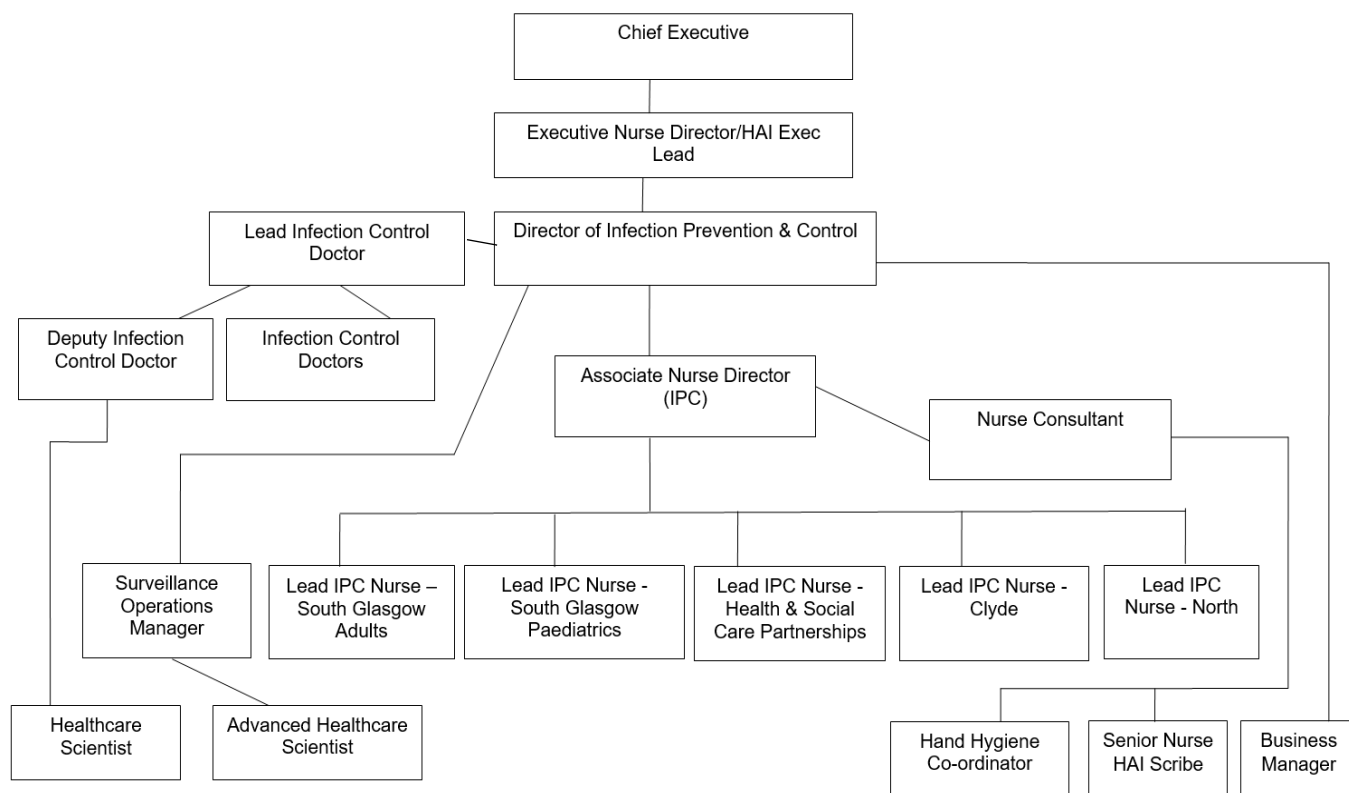 Chief Executive
Executive Nurse Director/HAI Exec
Lead
Lead Infection Control
Doctor
Director of Infection Prevention & Control
Deputy Infection
Control Doctor
Infection Control
Doctors
Associate Nurse Director
(IPC)
Nurse Consultant
Surveillance
Operations
Manager
Lead IPC Nurse –
South Glasgow
Adults
Lead IPC Nurse -
South Glasgow
Paediatrics
Lead IPC Nurse -
Health & Social
Care Partnerships
Lead IPC Nurse -
Clyde
Lead IPC
Nurse - North
Healthcare
Scientist
Advanced Healthcare
Scientist
Hand Hygiene
Co-ordinator
Senior Nurse
HAI Scribe
Business
Manager